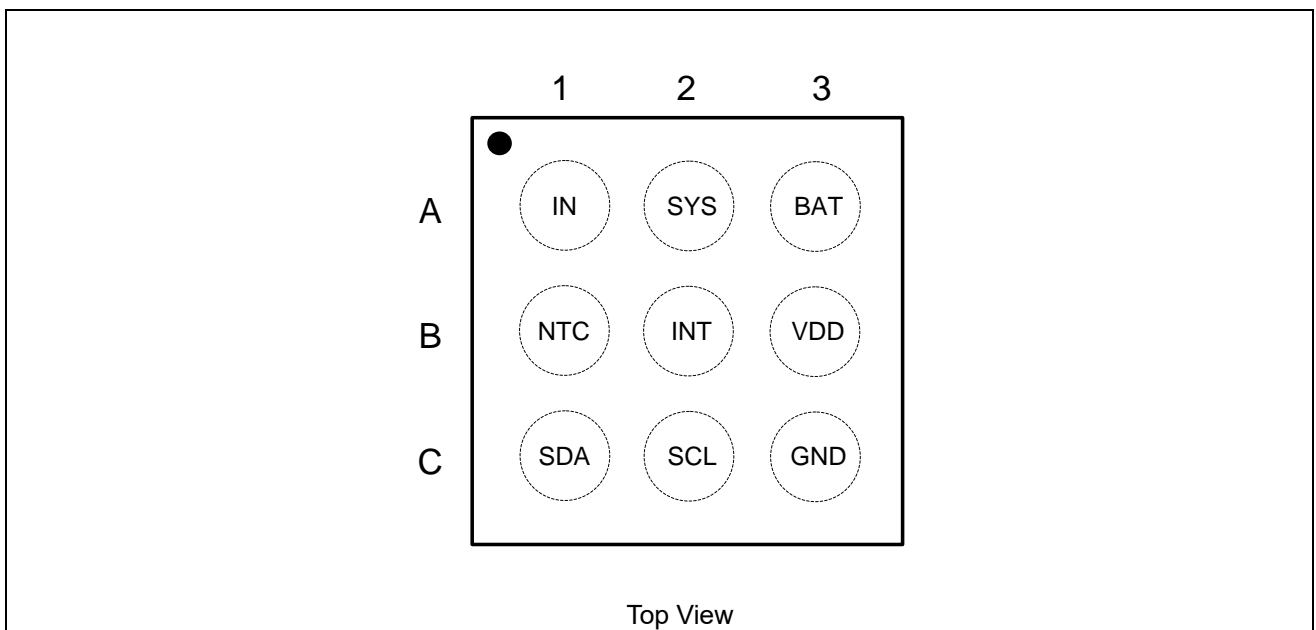 1 2 3
A IN SYS BAT
B NTC INT VDD
C SDA SCL GND
Top View